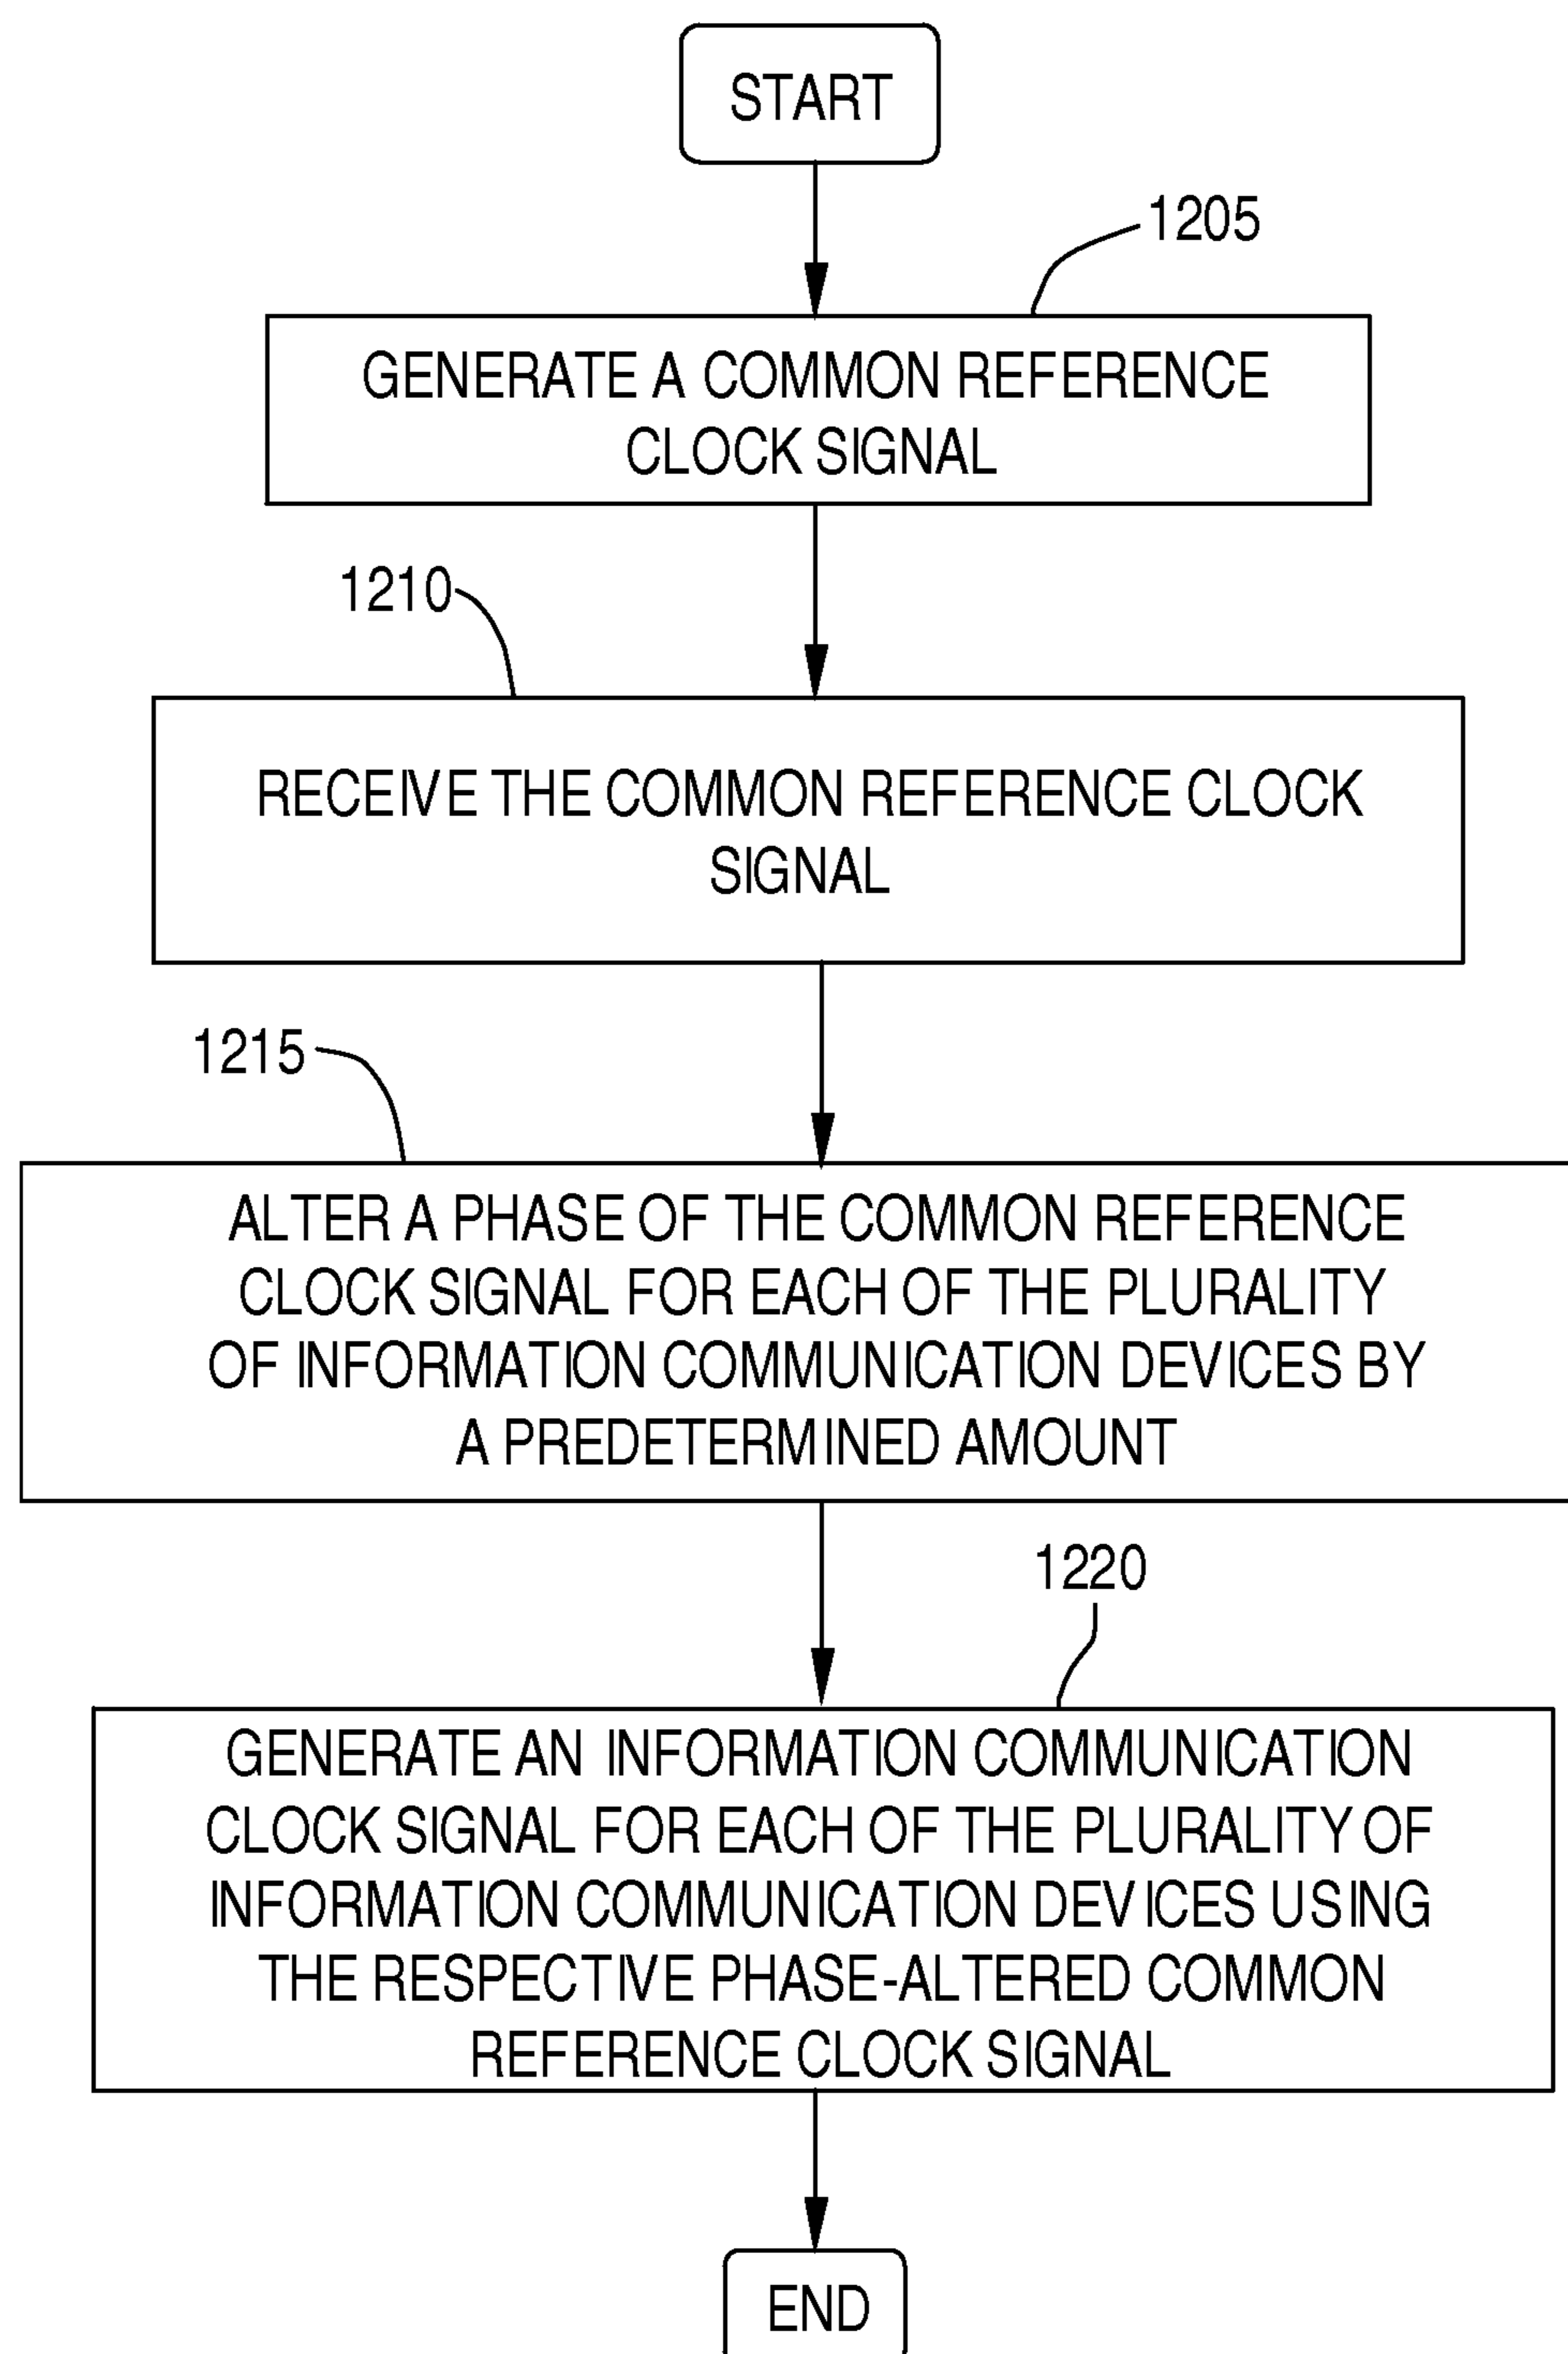 START
1205
GENERATE A COMMON REFERENCE
CLOCK SIGNAL
1210
RECEIVE THE COMMON REFERENCE CLOCK
SIGNAL
1215
ALTER A PHASE OF THE COMMON REFERENCE
CLOCK SIGNAL FOR EACH OF THE PLURALITY
OF INFORMATION COMMUNICATION DEVICES BY
A PREDETERMINED AMOUNT
1220
GENERATE AN INFORMATION COMMUNICATION
CLOCK SIGNAL FOR EACH OF THE PLURALITY OF
INFORMATION COMMUNICATION DEVICES USING
THE RESPECTIVE PHASE-ALTERED COMMON
REFERENCE CLOCK SIGNAL
END